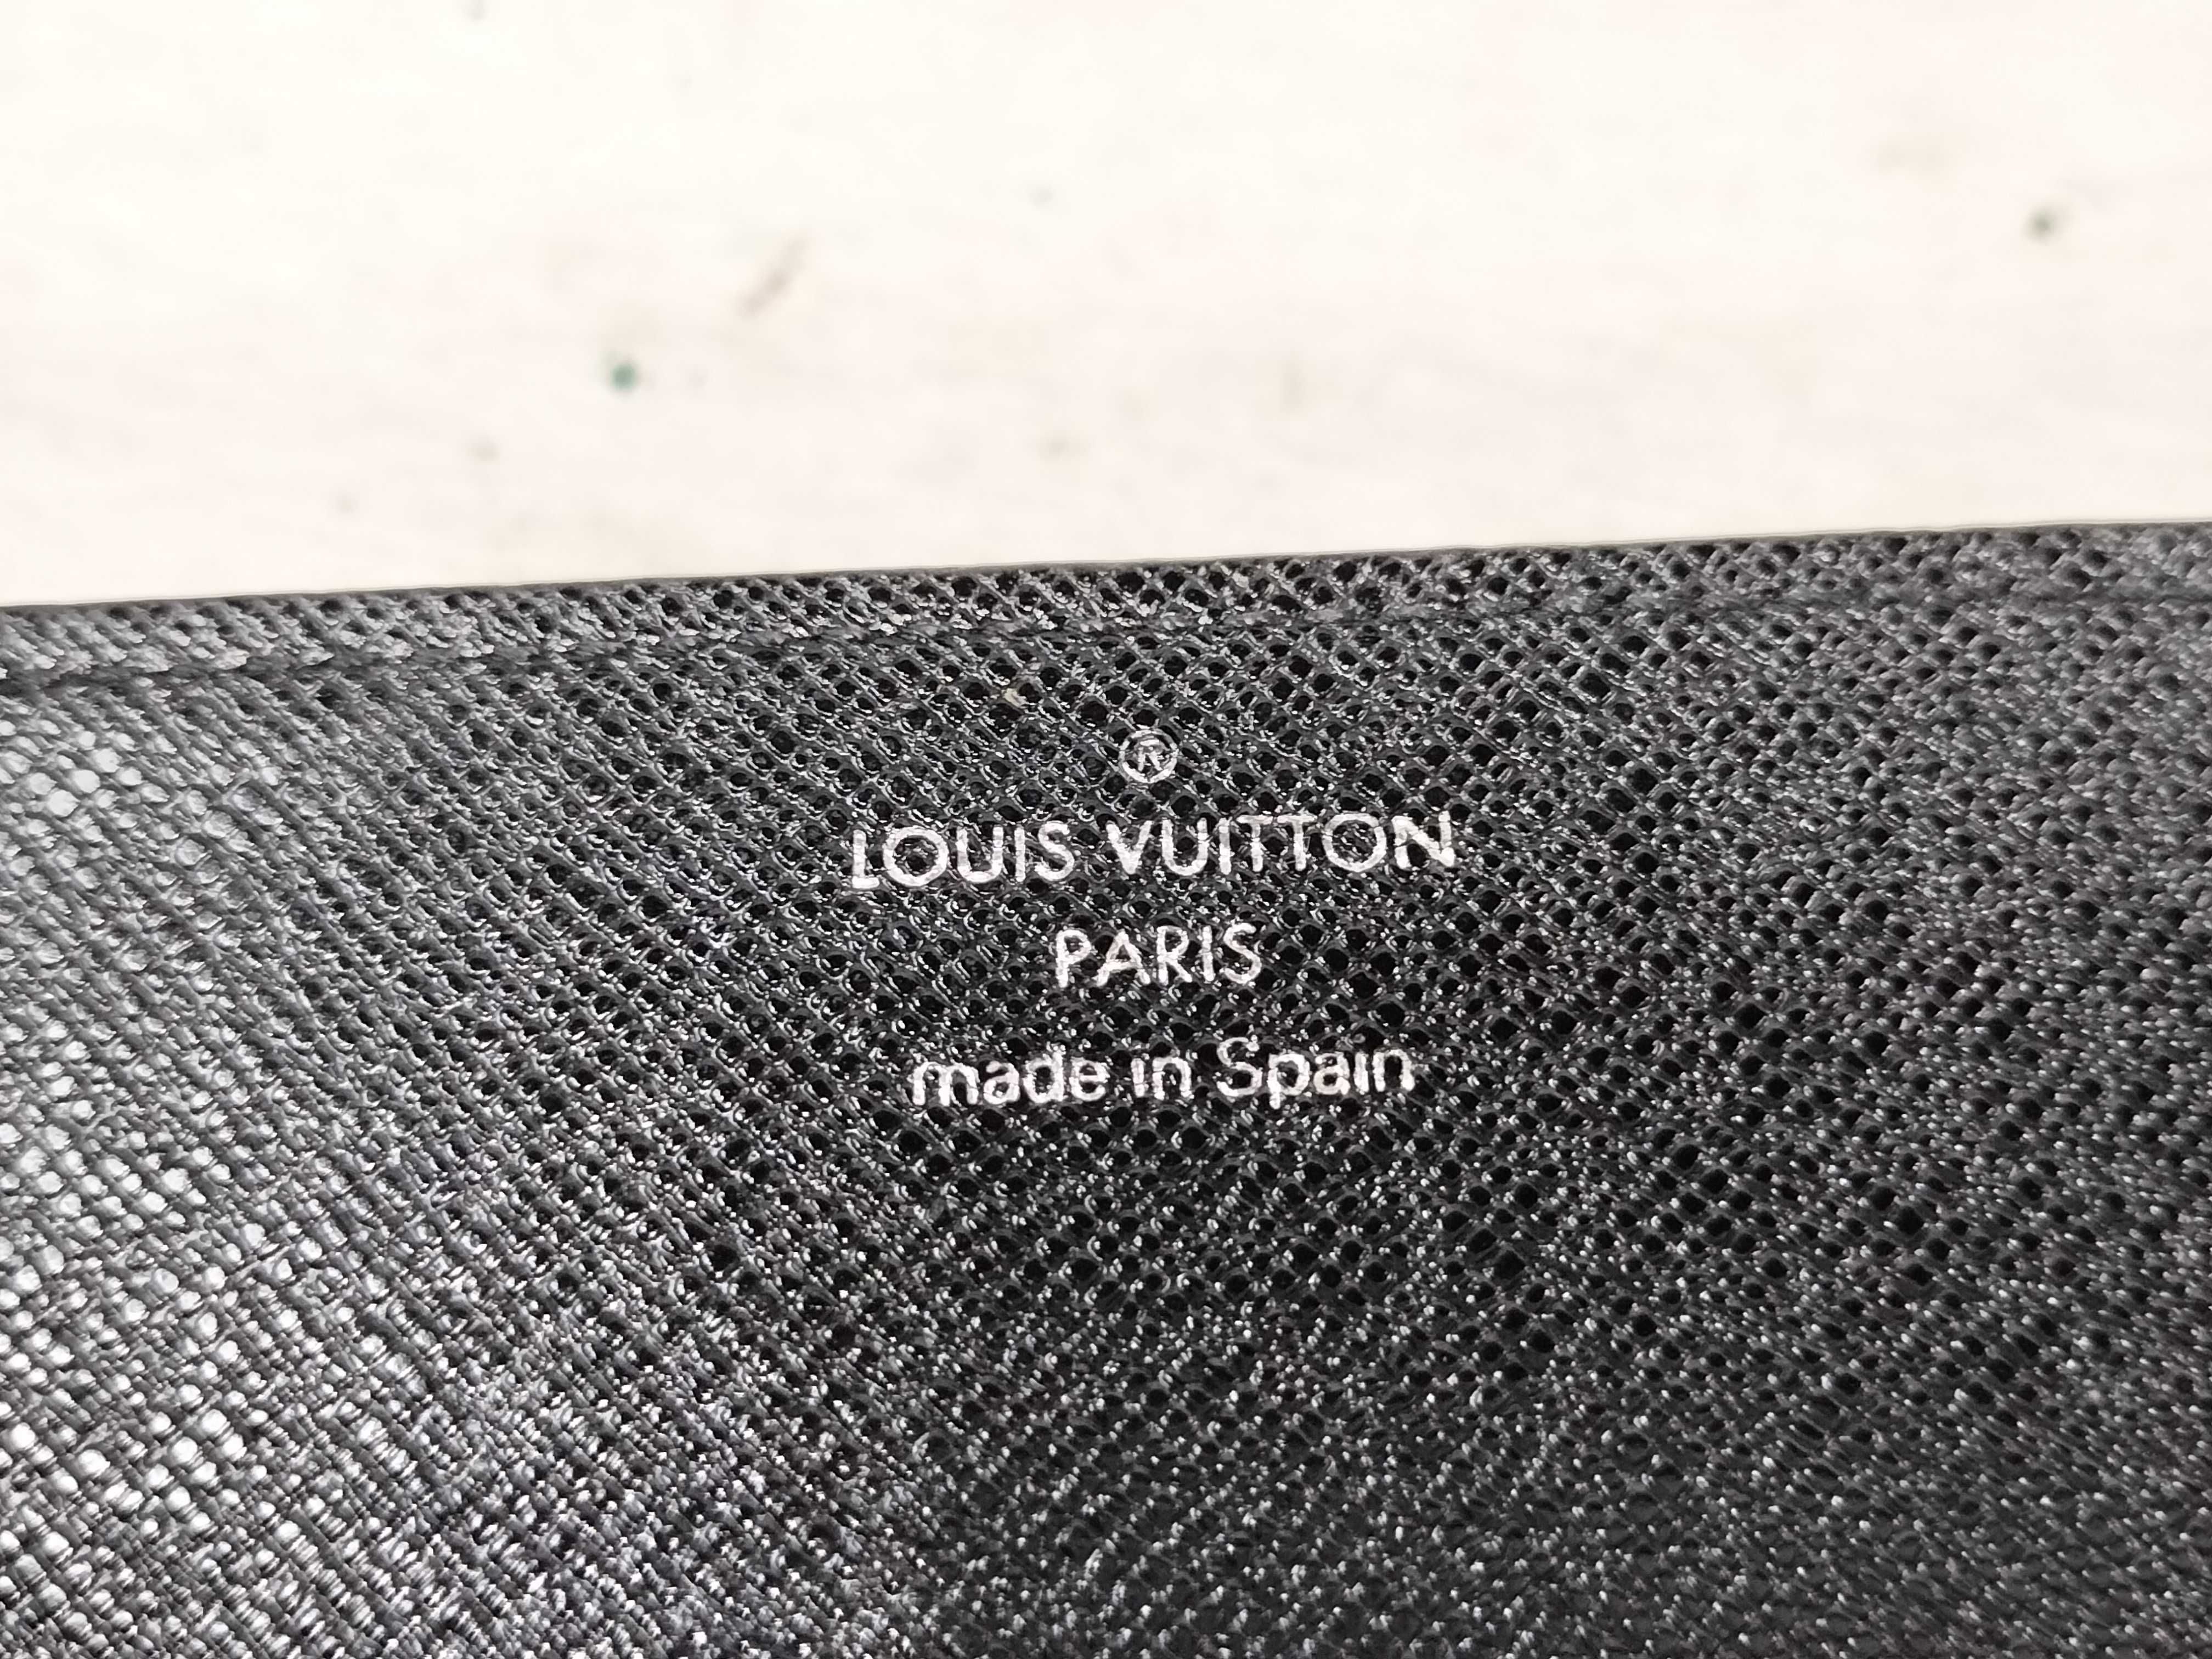 ®
LOUIS VUITTON
PARIS
made in Spain